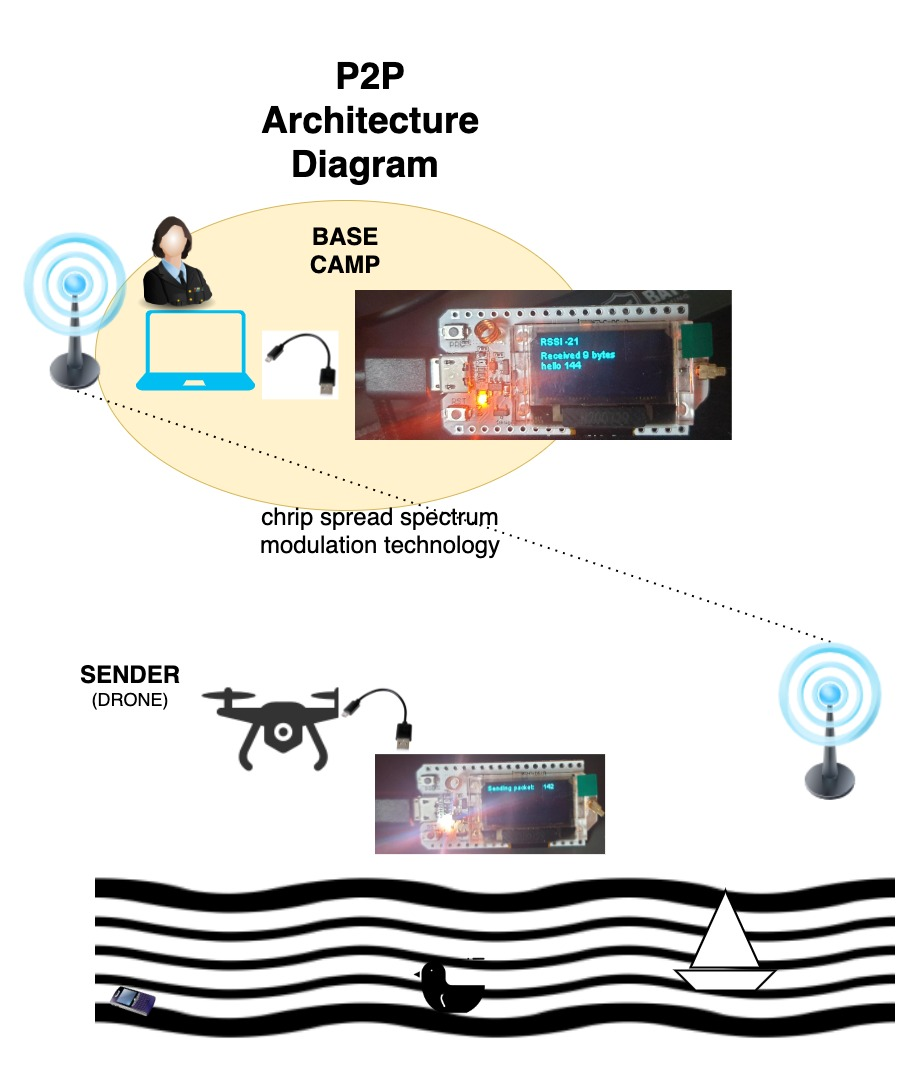 P2P
Architecture
Diagram
BASE
CAMP
RSSI -21
Received 9 bytes
hello 144
chrip spread spectrum
modulation technology
SENDER
(DRONE)
Sending packet: 142